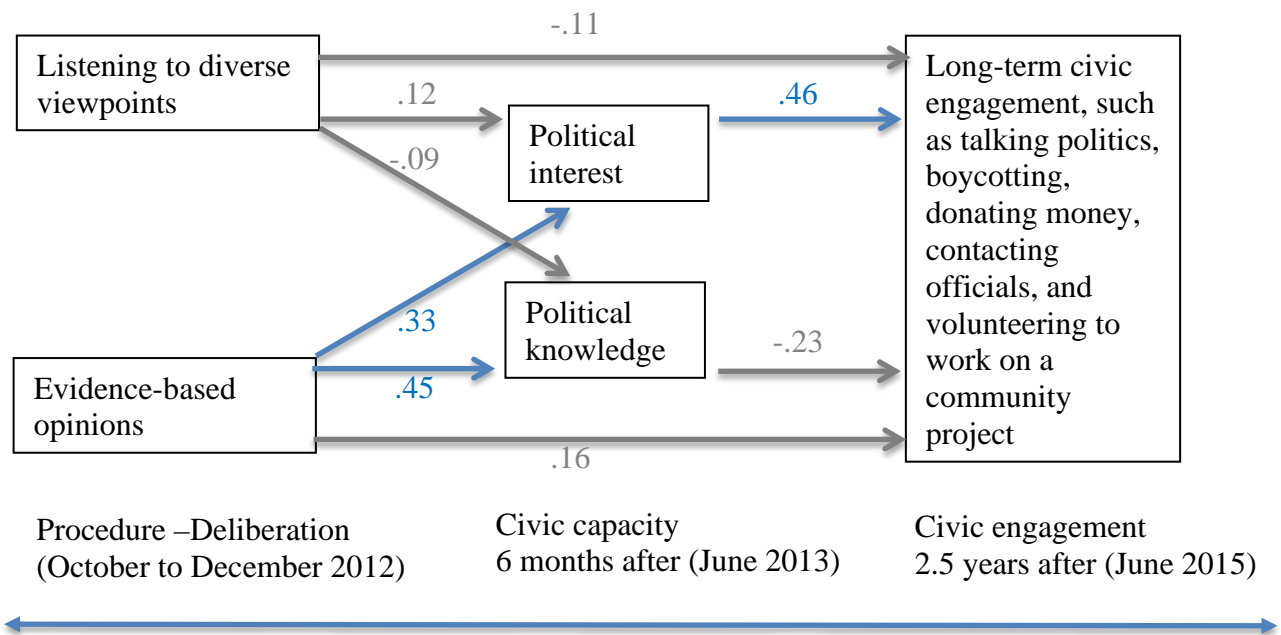 -.11
Listening to diverse
viewpoints
.12
-.09
Political
interest
.46
Long-term civic
engagement, such
as talking politics,
boycotting,
donating money,
contacting
officials, and
volunteering to
work on a
community
project
.33
.45
Political
knowledge
-.23
Evidence-based
opinions
.16
Procedure –Deliberation
(October to December 2012)
Civic capacity
6 months after (June 2013)
Civic engagement
2.5 years after (June 2015)